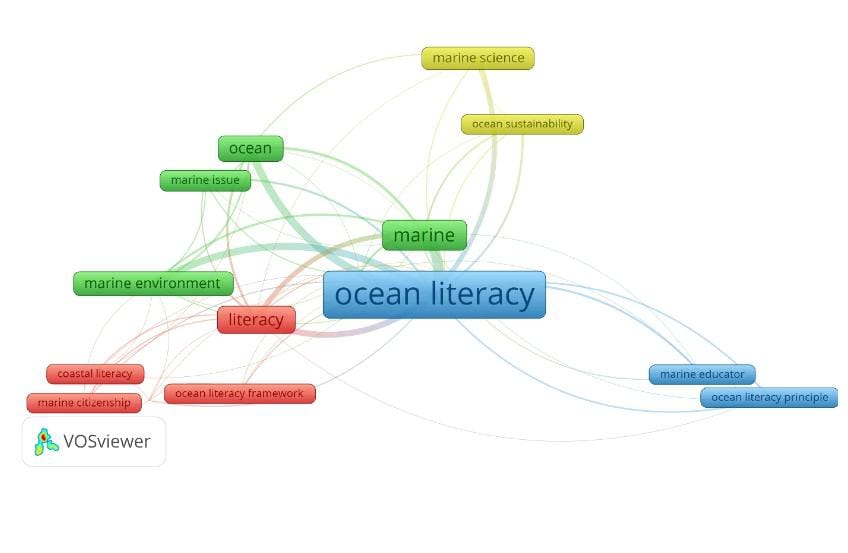 marine science
ocean sustainability
ocean
marine issue
marine
marine environment
ocean literacy
literacy
coastal literacy
marine educator
ocean literacy framework
ocean literacy principle
marine citizenship
VOSviewer